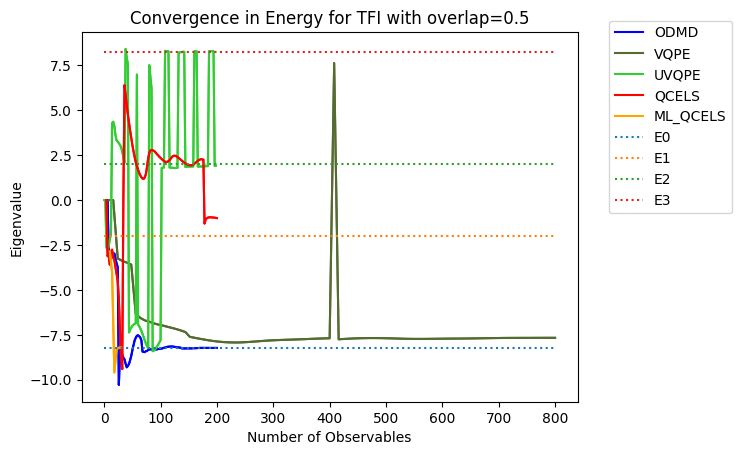 Convergence in Energy for TFI with overlap=0.5
7.5
5.0
2.5
0.0
−2.5
−5.0
−7.5
−10.0
Eigenvalue
0 100 200 300 400 500 600 700 800
Number of Observables
ODMD
VQPE
UVQPE
QCELS
ML_QCELS
E0
E1
E2
E3